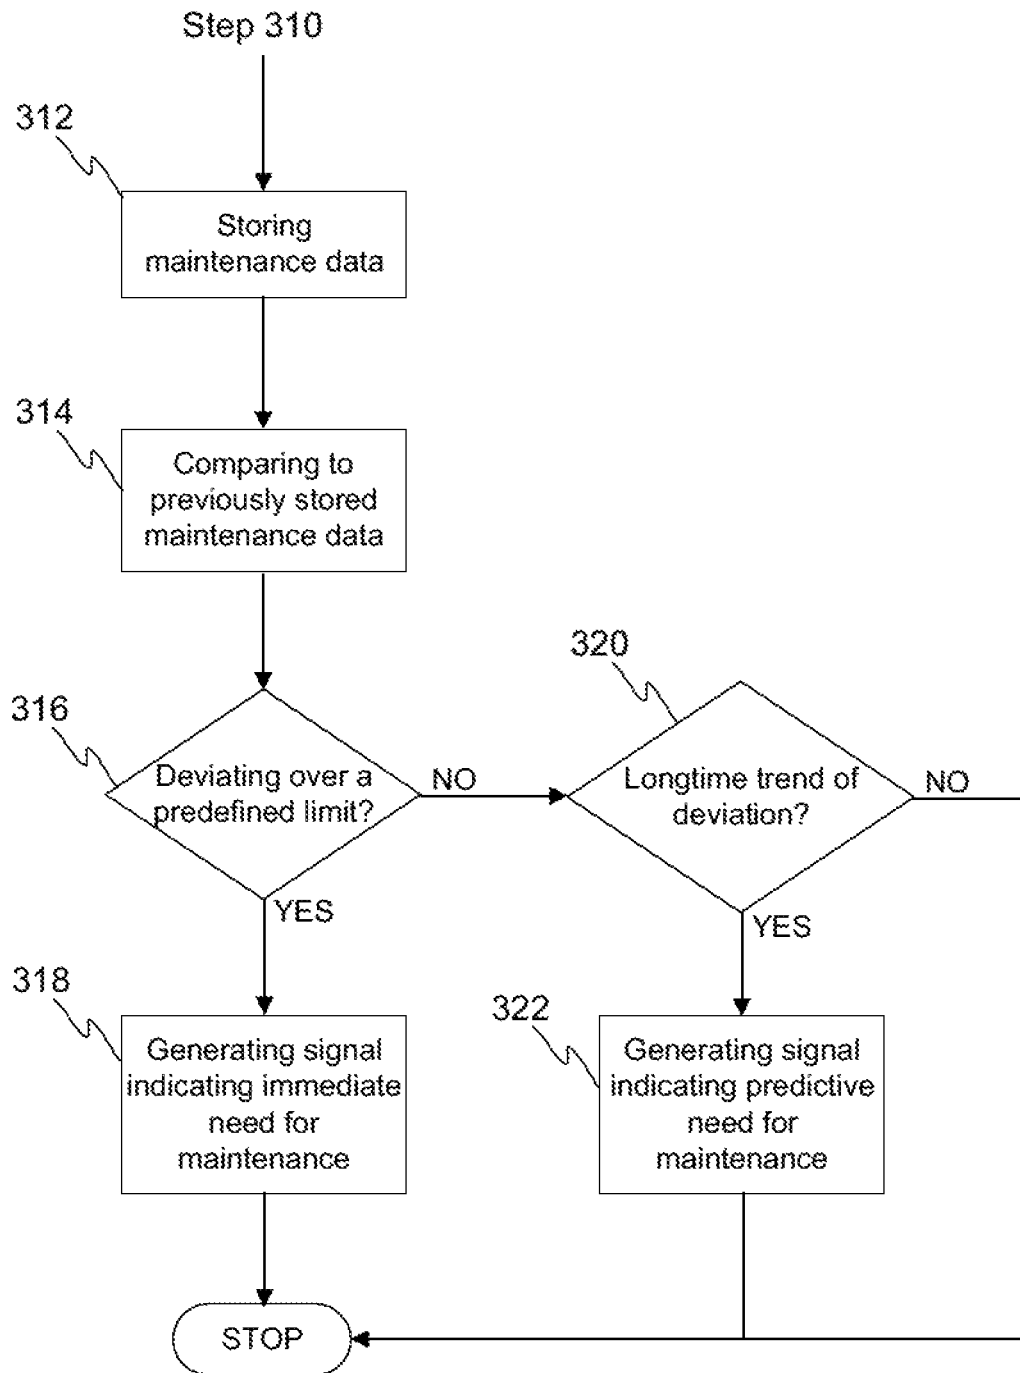 Step 310
312
Storing
maintenance data
314
Comparing to
previously stored
maintenance data
316
Deviating over a
predefined limit?
NO
320
Longtime trend of
deviation?
NO
YES
YES
318
Generating signal
indicating immediate
need for
maintenance
322
Generating signal
indicating predictive
need for
maintenance
STOP